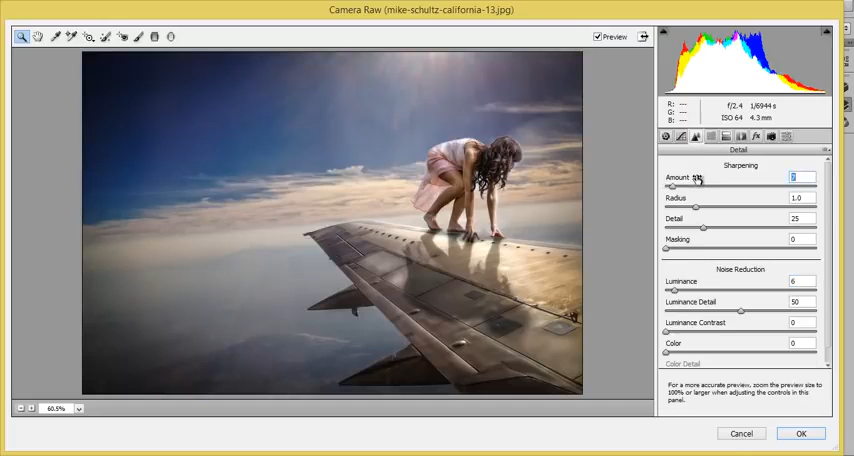 Camera Raw (mike-schultz-california-13.jpg)
Preview
R: ---
G: ---
B: ---
f/2.4 1/6944 s
ISO 64 4.3 mm
fx
Detail
Sharpening
Amount 7
Radius 1.0
Detail 25
Masking 0
Noise Reduction
Luminance 6
Luminance Detail 50
Luminance Contrast 0
Color 0
Color Detail
For a more accurate preview, zoom the preview size to
100% or larger when adjusting the controls in this
panel.
60.5%
Cancel OK